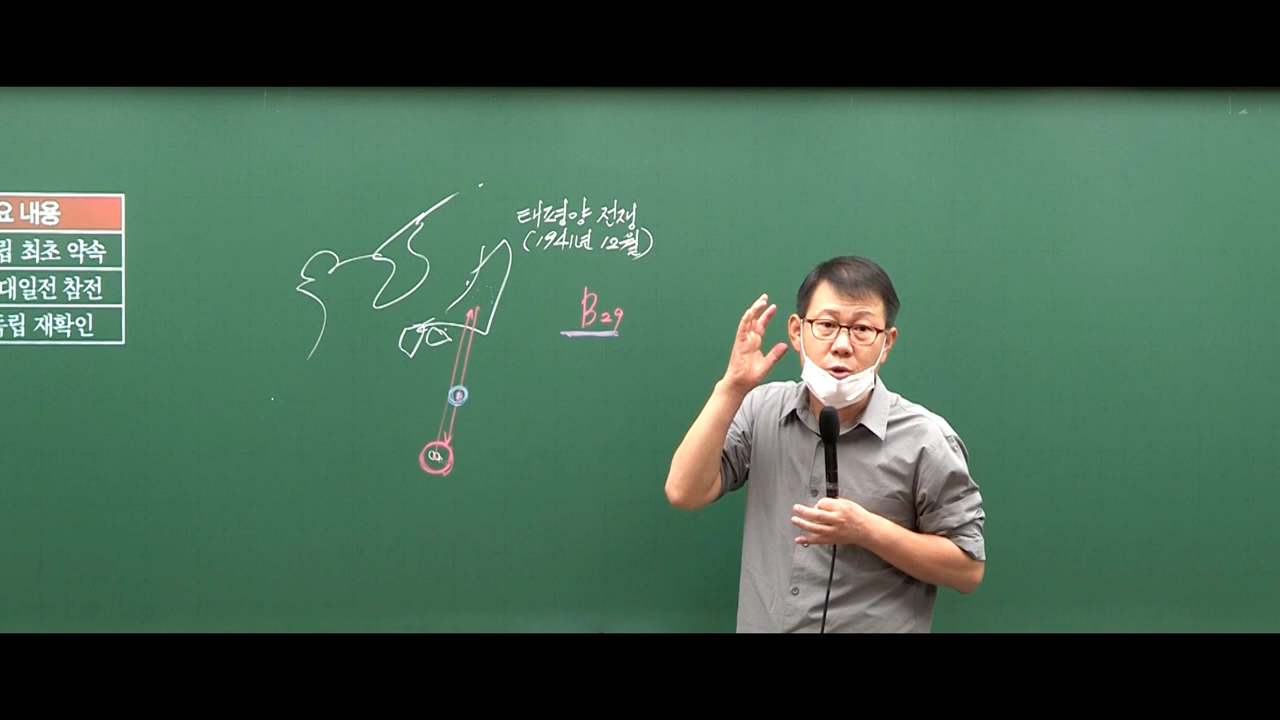 요 내용
립 최초 약속
대일전 참전
독립 재확인
태평양 전쟁
(1941년 12월)
B29